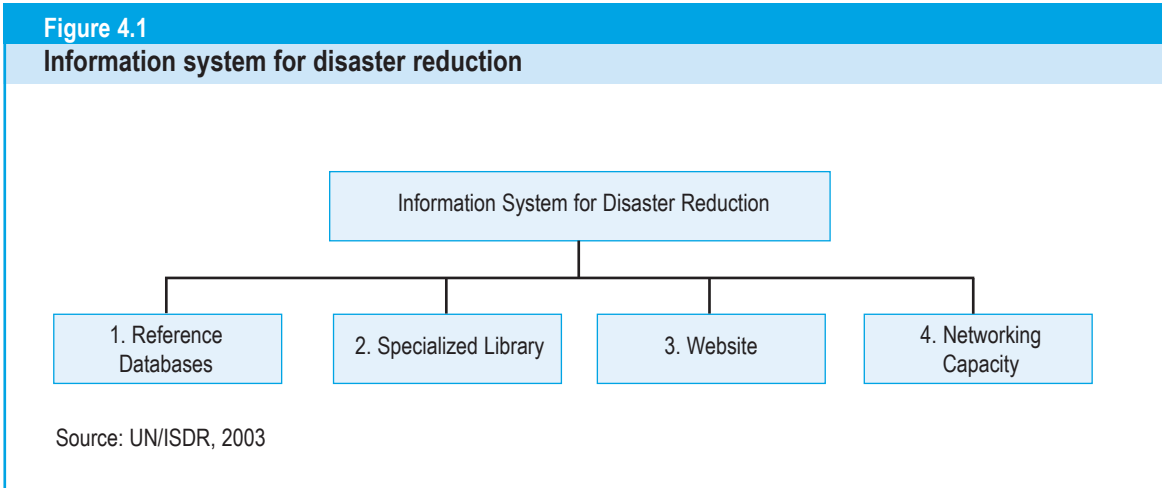 Figure 4.1
Information system for disaster reduction
Information System for Disaster Reduction
1. Reference
Databases
2. Specialized Library
3. Website
4. Networking
Capacity
Source: UN/ISDR, 2003